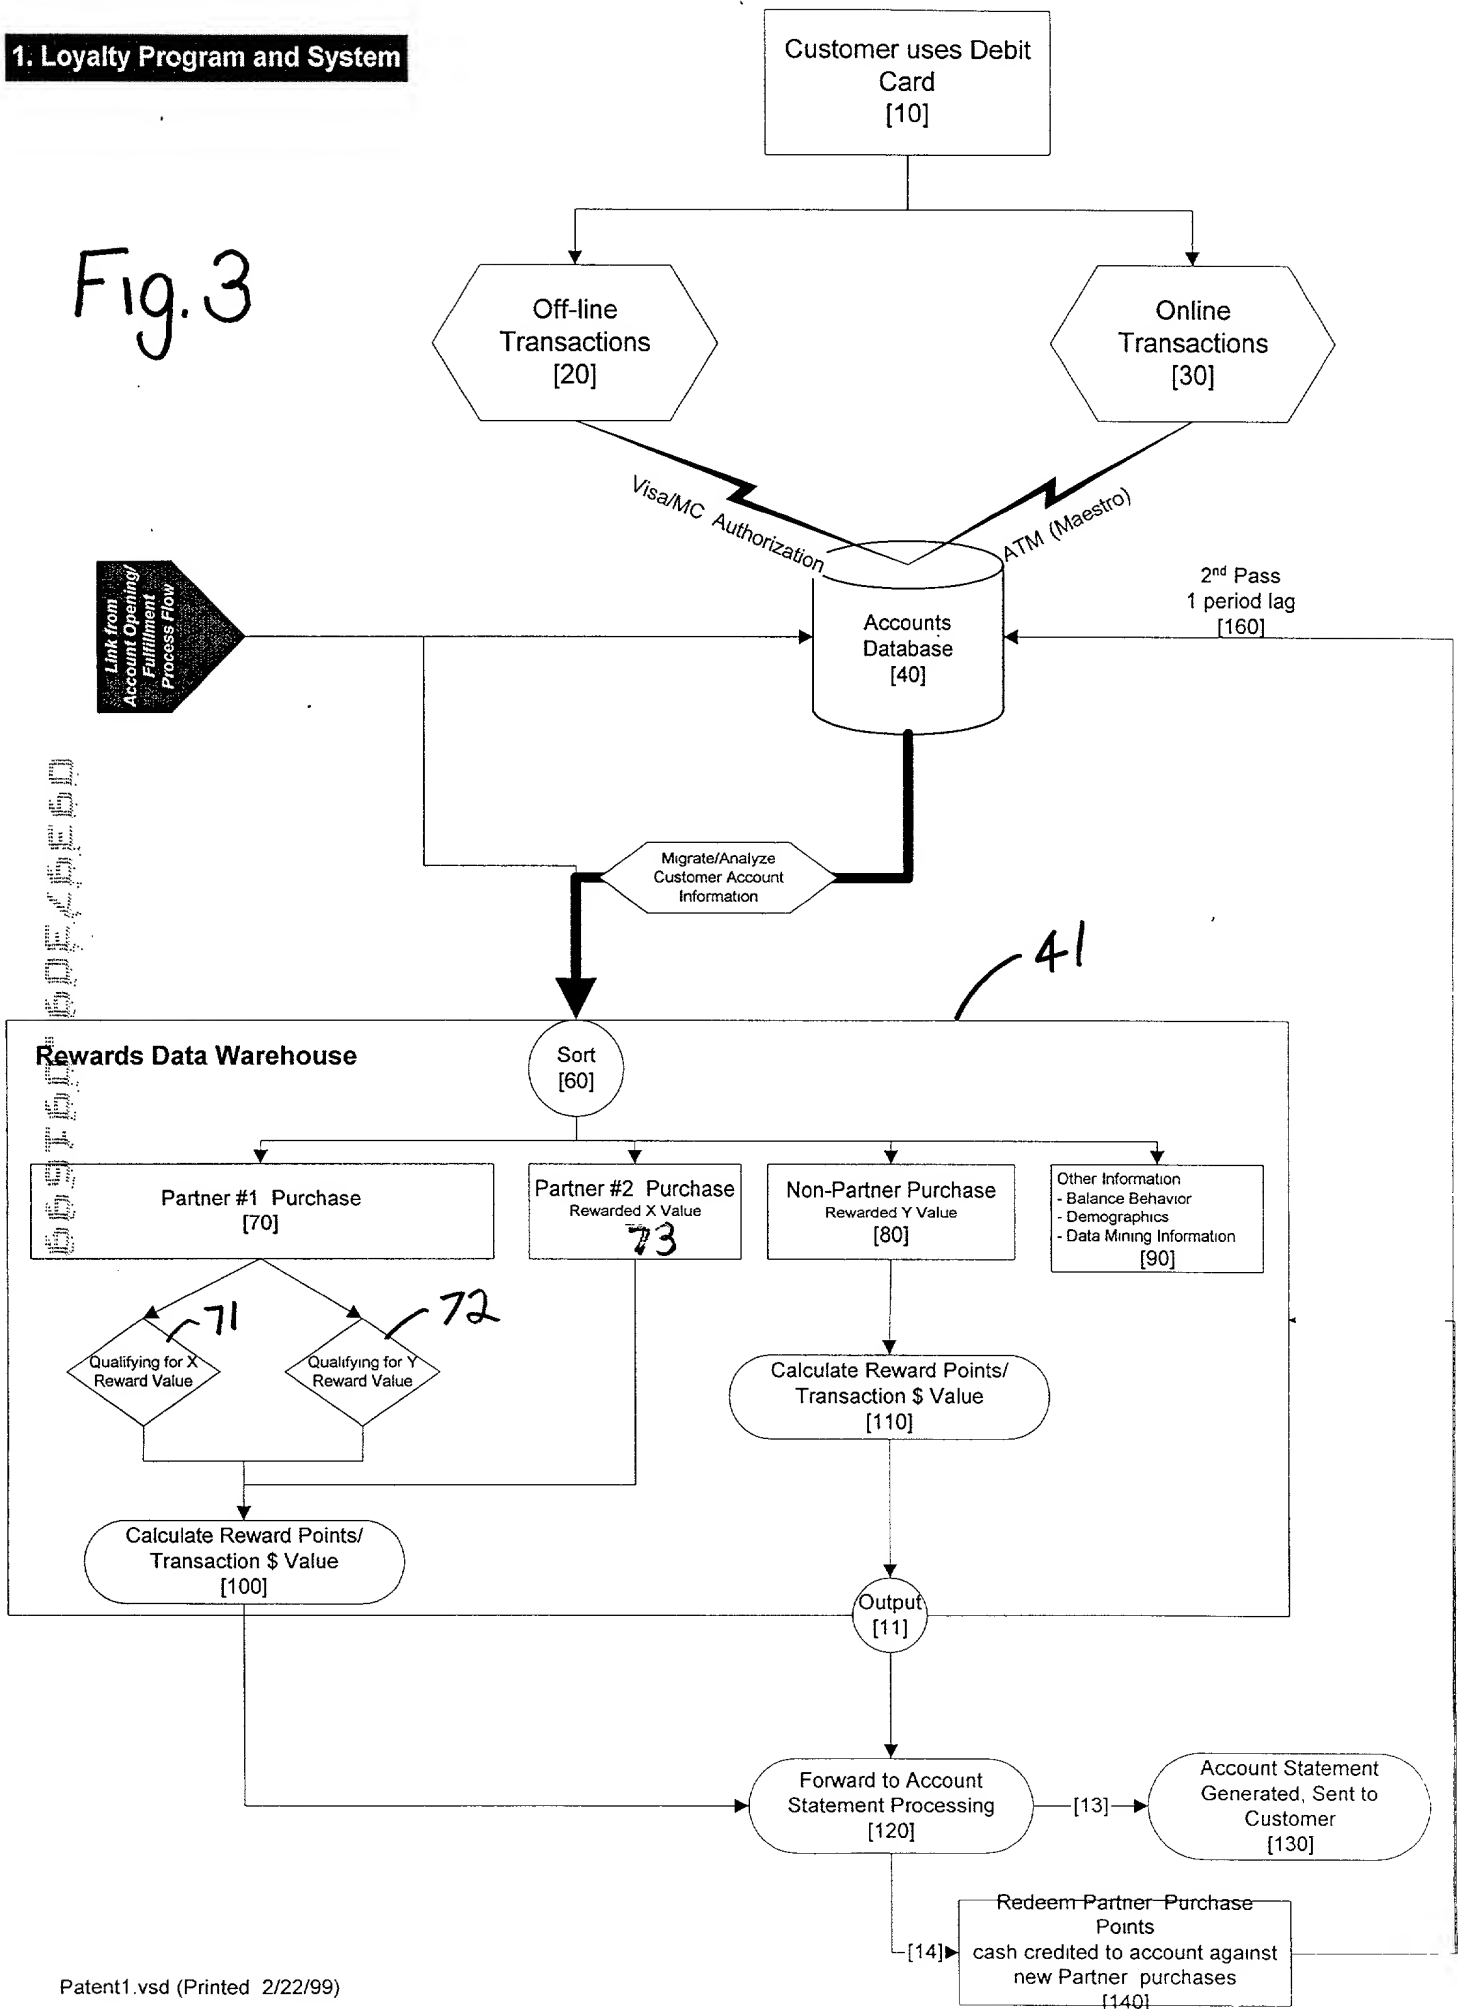 1. Loyalty Program and System
Customer uses Debit
Card
[10]
Fig. 3
Off-line
Transactions
[20]
Online
Transactions
[30]
Visa/MC Authorization
ATM (Maestro)
Link from
Account Opening/
Fulfillment
Process Flow
Accounts
Database
[40]
2nd Pass
1 period lag
[160]
Migrate/Analyze
Customer Account
Information
41
Rewards Data Warehouse
Sort
[60]
Partner #1 Purchase
[70]
Partner #2 Purchase
Rewarded X Value
73
Non-Partner Purchase
Rewarded Y Value
[80]
Other Information
- Balance Behavior
- Demographics
- Data Mining Information
[90]
71
72
Qualifying for X
Reward Value
Qualifying for Y
Reward Value
Calculate Reward Points/
Transaction $ Value
[110]
Calculate Reward Points/
Transaction $ Value
[100]
Output
[11]
Forward to Account
Statement Processing
[120]
[13]
Account Statement
Generated, Sent to
Customer
[130]
[14]
Redeem Partner Purchase
Points
cash credited to account against
new Partner purchases
[140]
Patent1.vsd (Printed 2/22/99)